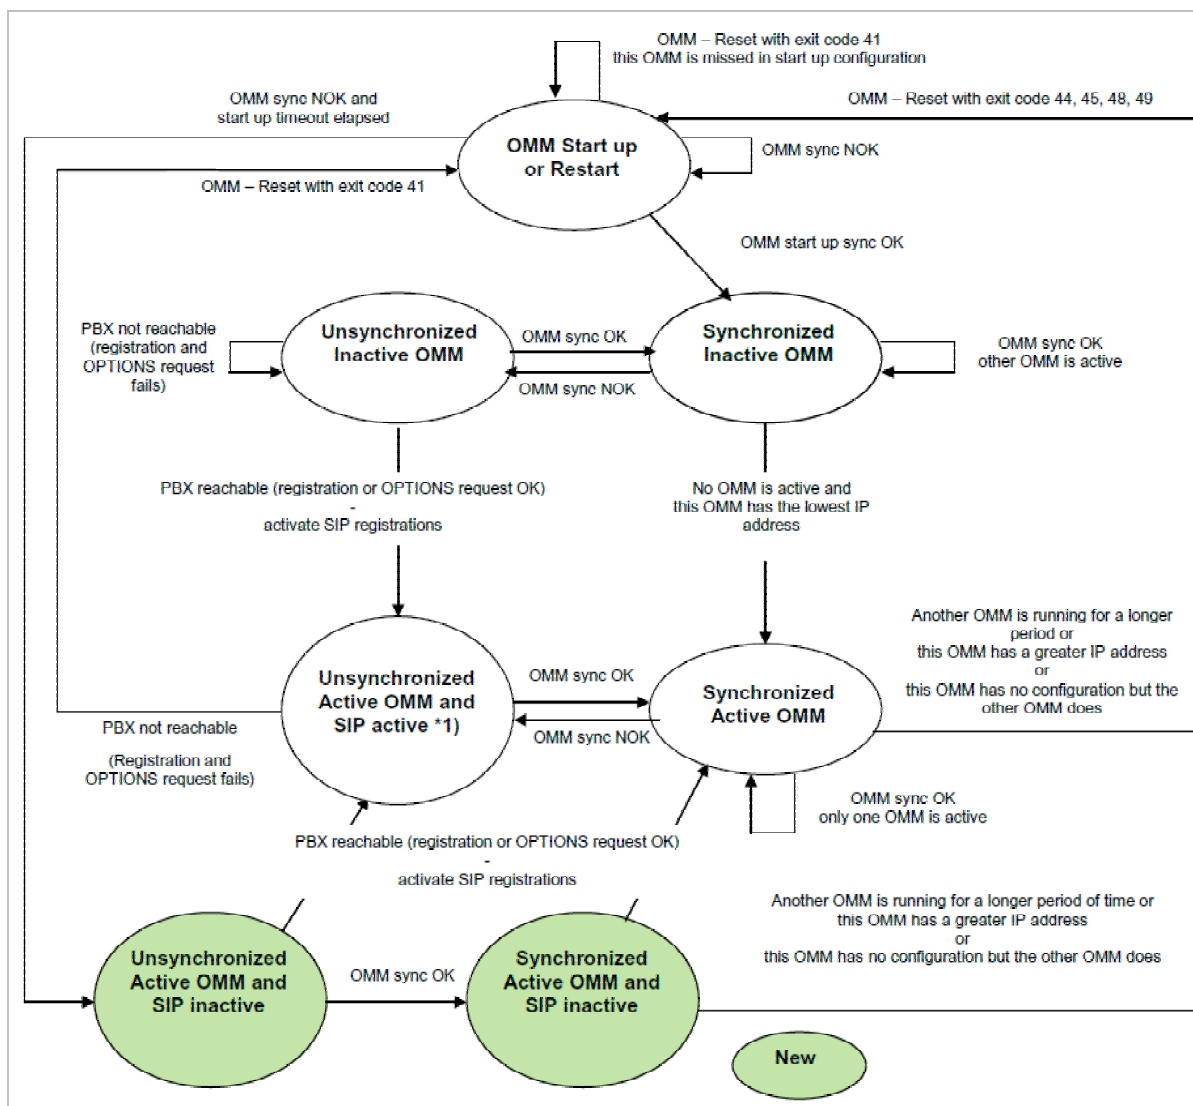 OMM – Reset with exit code 41
this OMM is missed in start up configuration
OMM sync NOK and
start up timeout elapsed
OMM – Reset with exit code 44, 45, 48, 49
OMM Start up
or Restart
OMM sync NOK
OMM – Reset with exit code 41
OMM start up sync OK
PBX not reachable
(registration and
OPTIONS request
fails)
Unsynchronized
Inactive OMM
OMM sync OK
OMM sync NOK
Synchronized
Inactive OMM
OMM sync OK
other OMM is active
PBX reachable (registration or OPTIONS request OK)
-
activate SIP registrations
No OMM is active and
this OMM has the lowest IP
address
Another OMM is running for a longer
period or
this OMM has a greater IP address
or
this OMM has no configuration but the
other OMM does
Unsynchronized
Active OMM and
SIP active *1)
OMM sync OK
OMM sync NOK
Synchronized
Active OMM
PBX not reachable
(Registration and
OPTIONS request fails)
OMM sync OK
only one OMM is active
PBX reachable (registration or OPTIONS request OK)
-
activate SIP registrations
Another OMM is running for a longer period of time or
this OMM has a greater IP address
or
this OMM has no configuration but the other OMM does
Unsynchronized
Active OMM and
SIP inactive
OMM sync OK
Synchronized
Active OMM and
SIP inactive
New